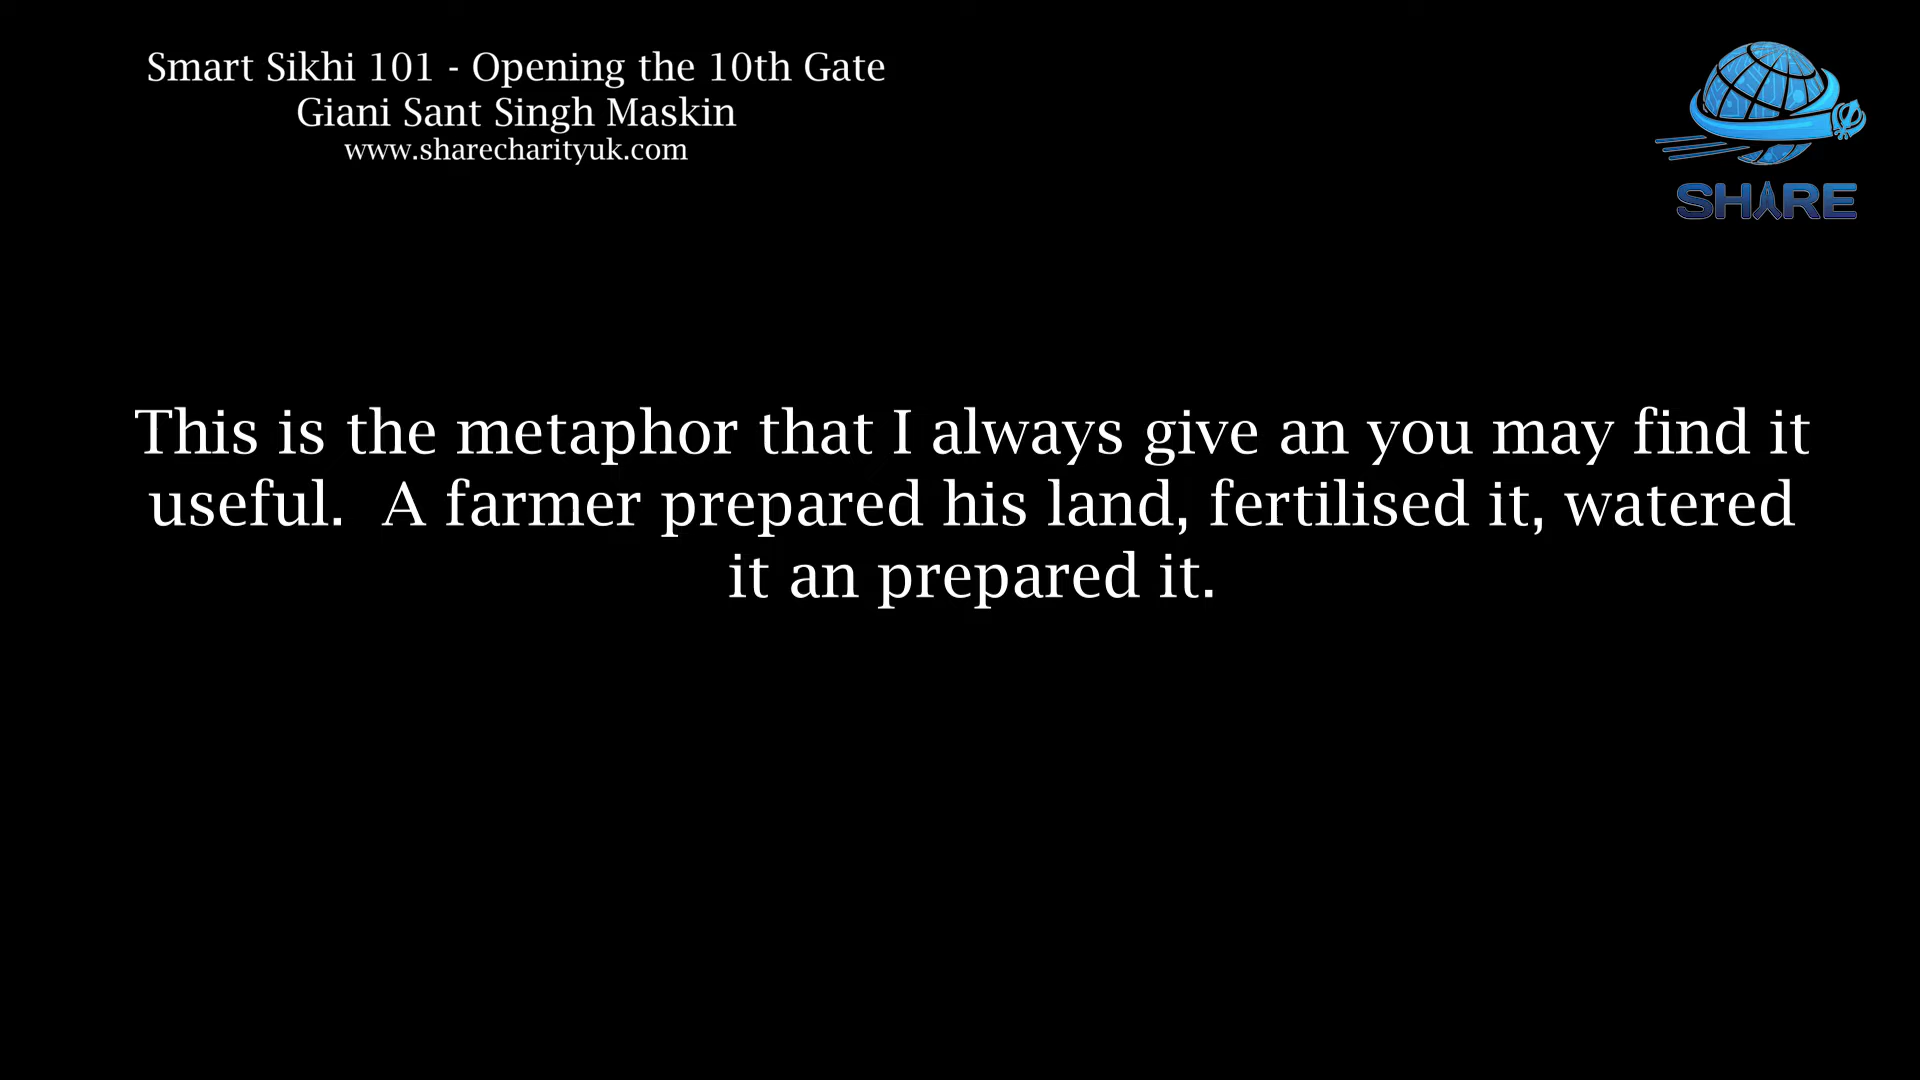 Smart Sikhi 101 - Opening the 10th Gate
Giani Sant Singh Maskin
www.sharecharityuk.com
SHARE
This is the metaphor that I always give an you may find it
useful.  A farmer prepared his land, fertilised it, watered
it an prepared it.